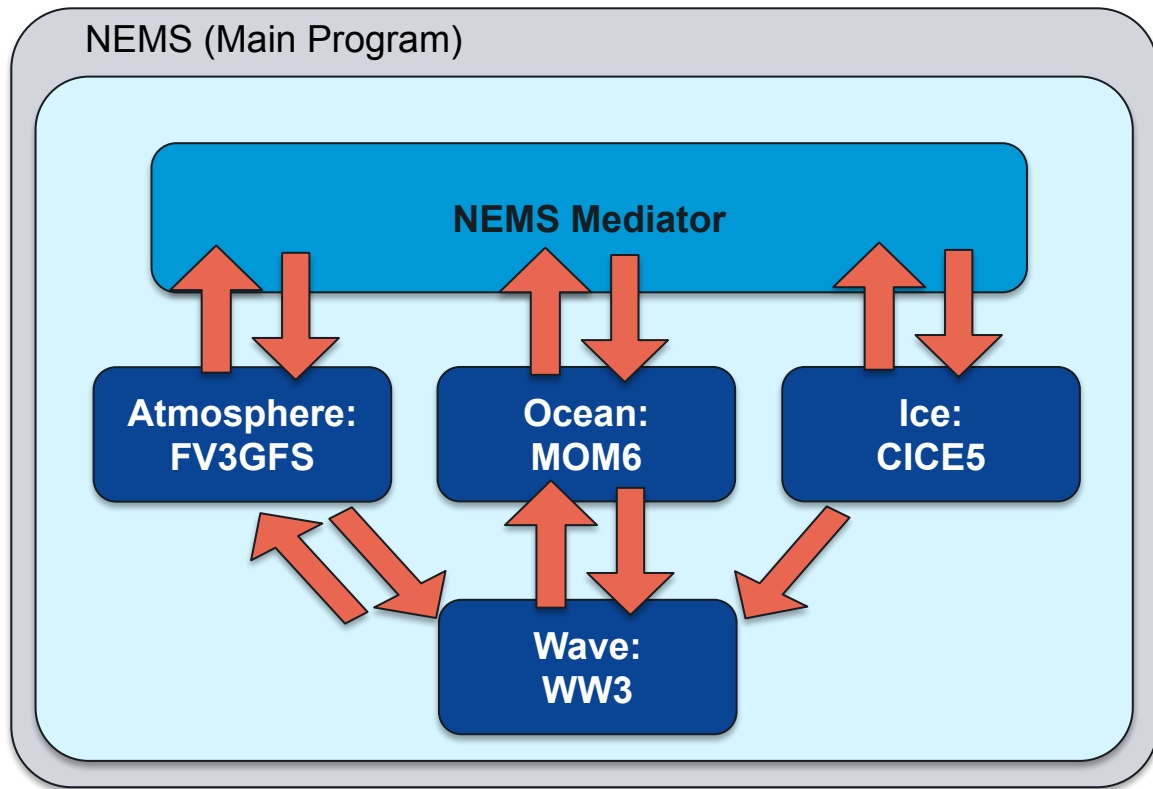 NEMS (Main Program)
NEMS Mediator
Atmosphere:
FV3GFS
Ocean:
MOM6
Ice:
CICE5
Wave:
WW3